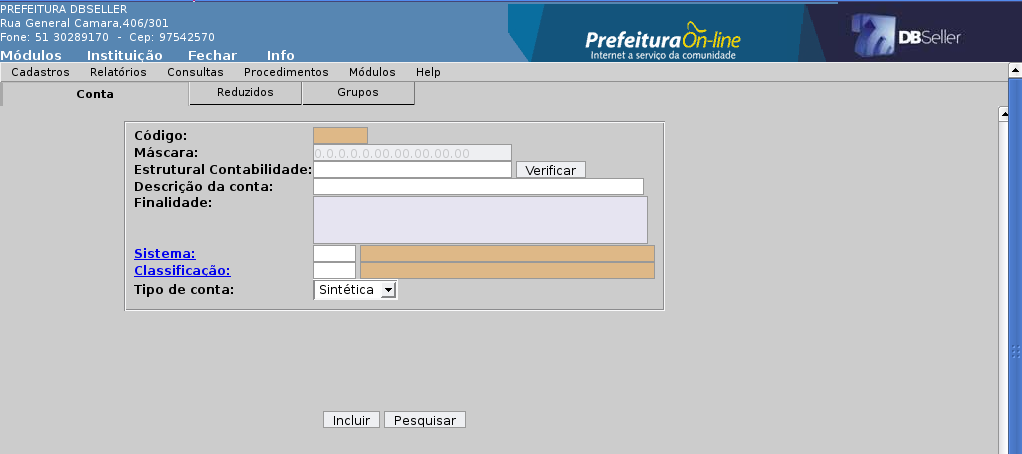 PREFEITURA DBSELLER
Rua General Camara,406/301
Fone: 51 30289170 - Cep: 97542570
Prefeitura On-line
Internet a serviço da comunidade
DBSeller
Módulos Instituição Fechar Info
Cadastros Relatórios Consultas Procedimentos Módulos Help
Conta Reduzidos Grupos
Código:
Máscara: 0.0.0.0.0.00.00.00.00.00
Estrutural Contabilidade: Verificar
Descrição da conta:
Finalidade:
Sistema:
Classificação:
Tipo de conta: Sintética
Incluir Pesquisar